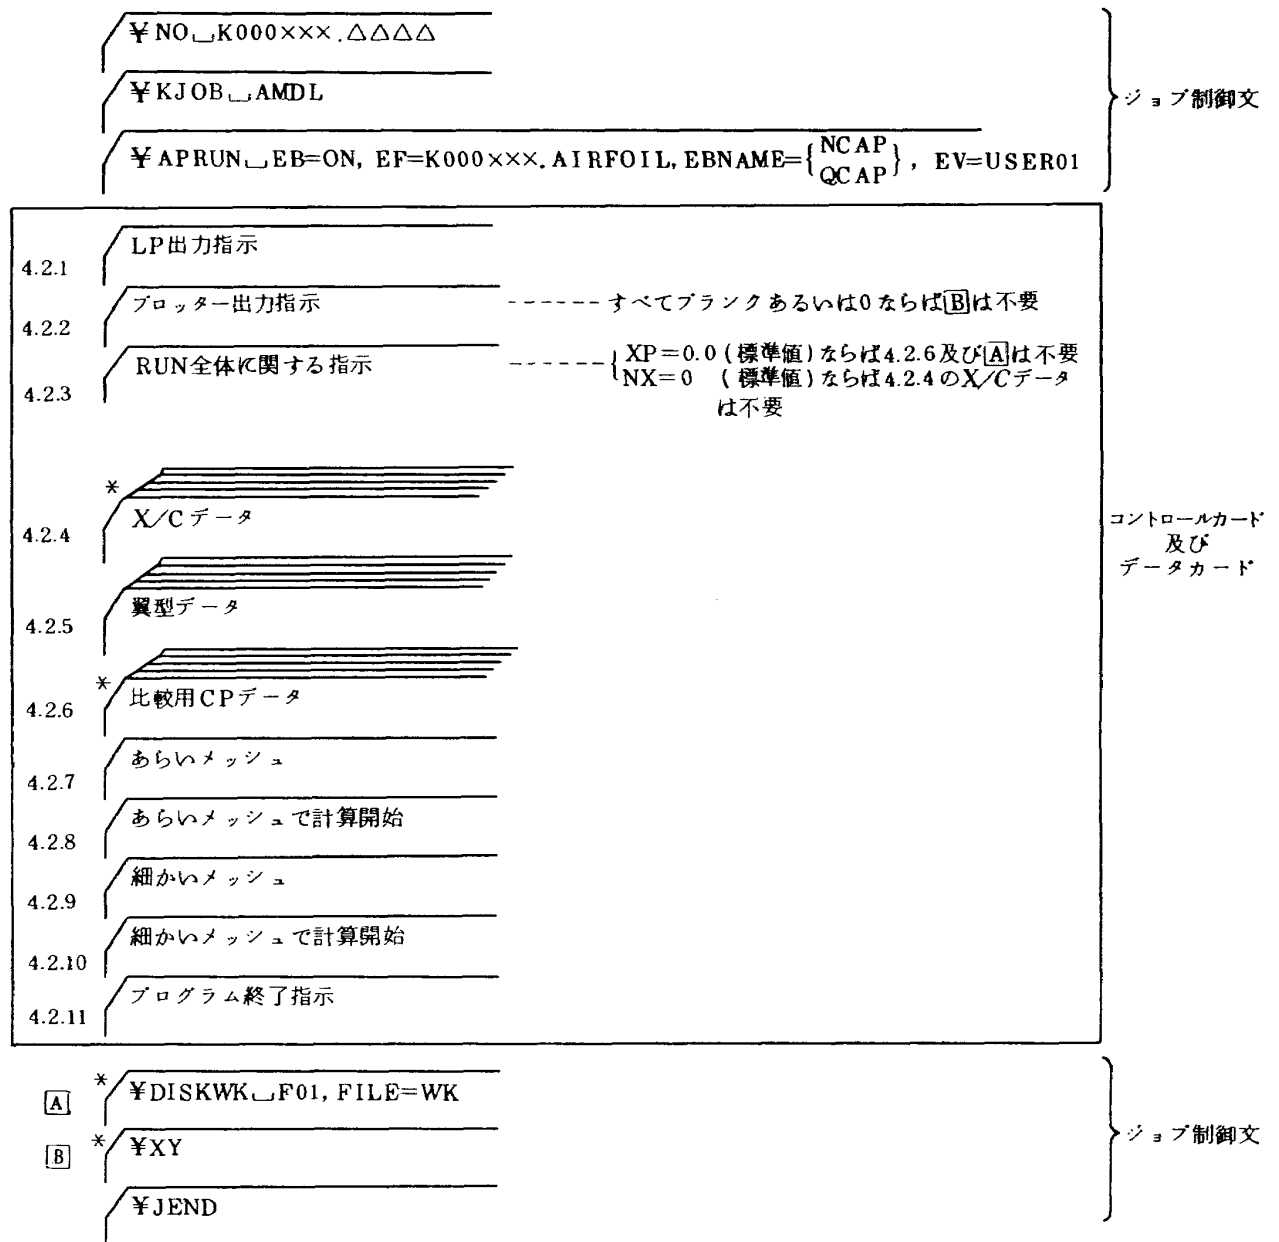 ¥NO␣K000×××.△△△△
¥KJOB␣AMDL
ジョブ制御文
¥APRUN␣EB=ON, EF=K000×××.AIRFOIL, EBNAME={NCAP
QCAP}, EV=USER01
LP出力指示
4.2.1
プロッター出力指示 ------ すべてブランクあるいは0ならばBは不要
4.2.2
RUN全体に関する指示 ------ XP=0.0(標準値)ならば4.2.6及びAは不要
NX=0 (標準値)ならば4.2.4のX/Cデータ
は不要
4.2.3
*
X/Cデータ
4.2.4
コントロールカード
及び
データカード
翼型データ
4.2.5
*
比較用CPデータ
4.2.6
あらいメッシュ
4.2.7
あらいメッシュで計算開始
4.2.8
細かいメッシュ
4.2.9
細かいメッシュで計算開始
4.2.10
プログラム終了指示
4.2.11
A * ¥DISKWK␣F01, FILE=WK
B * ¥XY
ジョブ制御文
¥JEND